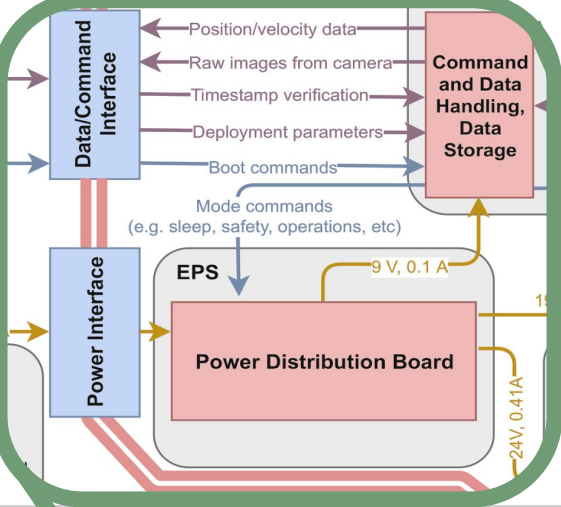 Position/velocity data
Raw images from camera
Timestamp verification
Deployment parameters
Boot commands
Mode commands
(e.g. sleep, safety, operations, etc)
Data/Command
Interface
Command
and Data
Handling,
Data
Storage
EPS
9 V, 0.1 A
Power Interface
Power Distribution Board
19
24V, 0.41A